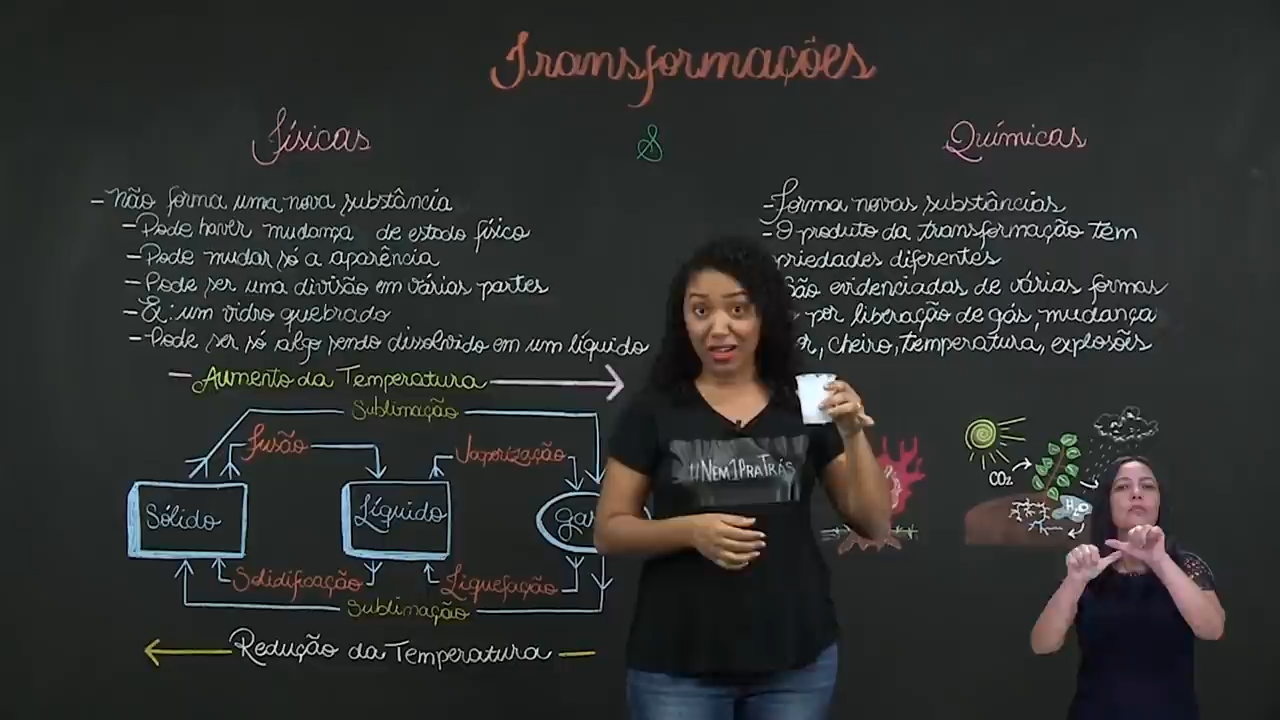 Transformações
Físicas
&
Químicas
- não forma uma nova substância
- Pode haver mudança de estado físico
- Pode mudar só a aparência
- Pode ser uma divisão em várias partes
- Ex: um vidro quebrado
- Pode ser só algo sendo dissolvido em um líquido
- Forma novas substâncias
- O produto da transformação tem
priedades diferentes
São evidenciadas de várias formas
por liberação de gás, mudança
r, cheiro, temperatura, explosões
Aumento da Temperatura
Sublimação
Fusão
Vaporização
Sólido
Líquido
ga
Solidificação
Liquefação
Sublimação
Redução da Temperatura
#NEM1PRATRÁS
CO₂
H₂O